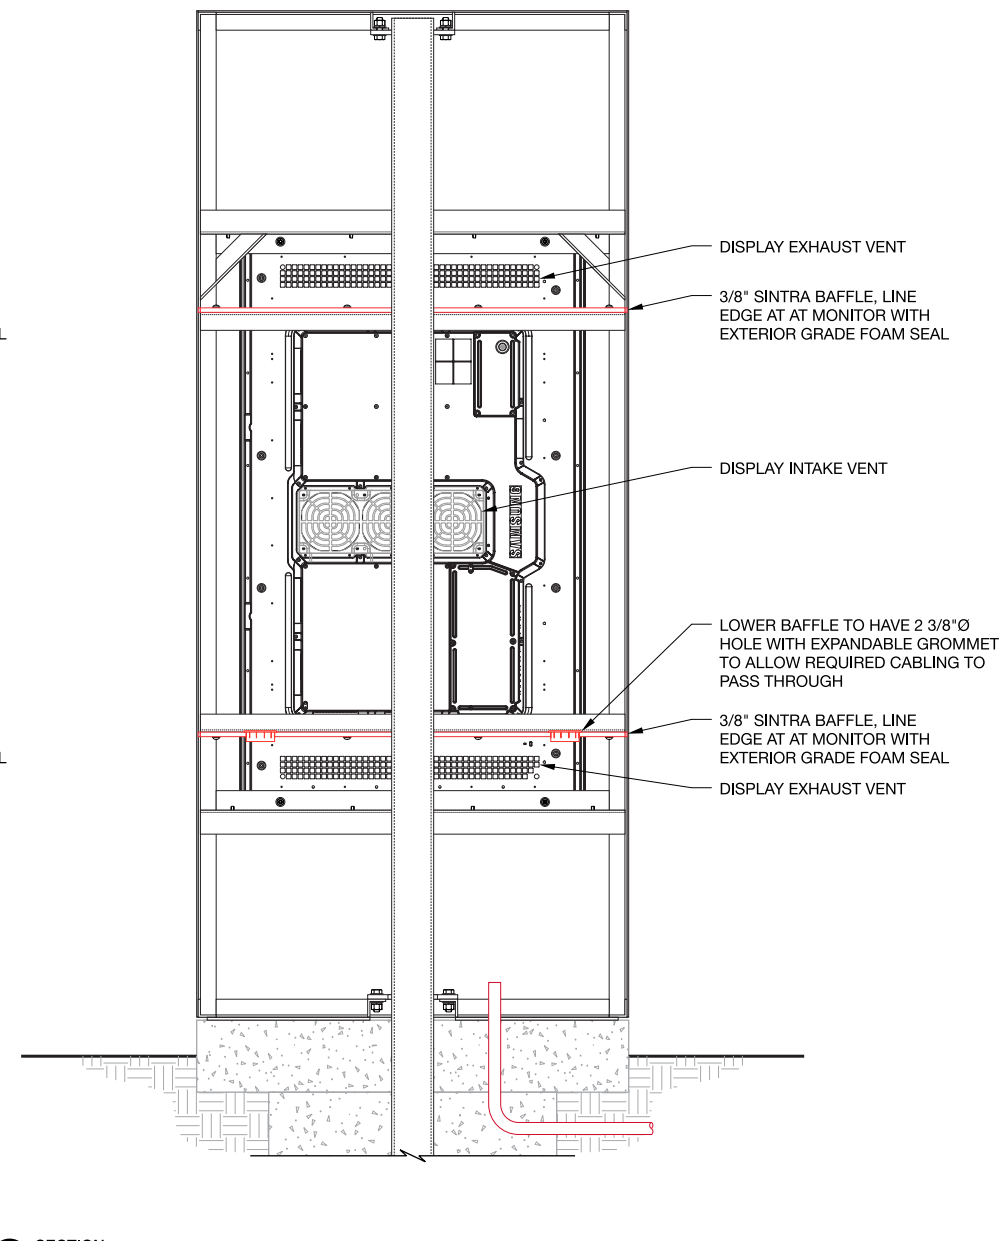 DISPLAY EXHAUST VENT
3/8" SINTRA BAFFLE, LINE
EDGE AT AT MONITOR WITH
EXTERIOR GRADE FOAM SEAL
L
DISPLAY INTAKE VENT
SAMSUNG
LOWER BAFFLE TO HAVE 2 3/8"Ø
HOLE WITH EXPANDABLE GROMMET
TO ALLOW REQUIRED CABLING TO
PASS THROUGH
3/8" SINTRA BAFFLE, LINE
EDGE AT AT MONITOR WITH
EXTERIOR GRADE FOAM SEAL
L
DISPLAY EXHAUST VENT
SECTION